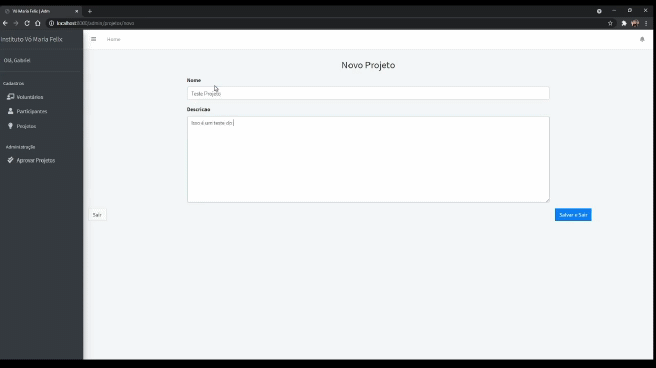 Vó Maria Felix | Adm
localhost:8080/admin/projetos/novo
Instituto Vó Maria Felix
Home
Olá, Gabriel
Novo Projeto
Cadastros
Nome
Voluntários
Teste Projeto
Participantes
Descricao
Projetos
Isso é um teste do
Administração
Aprovar Projetos
Sair
Salvar e Sair